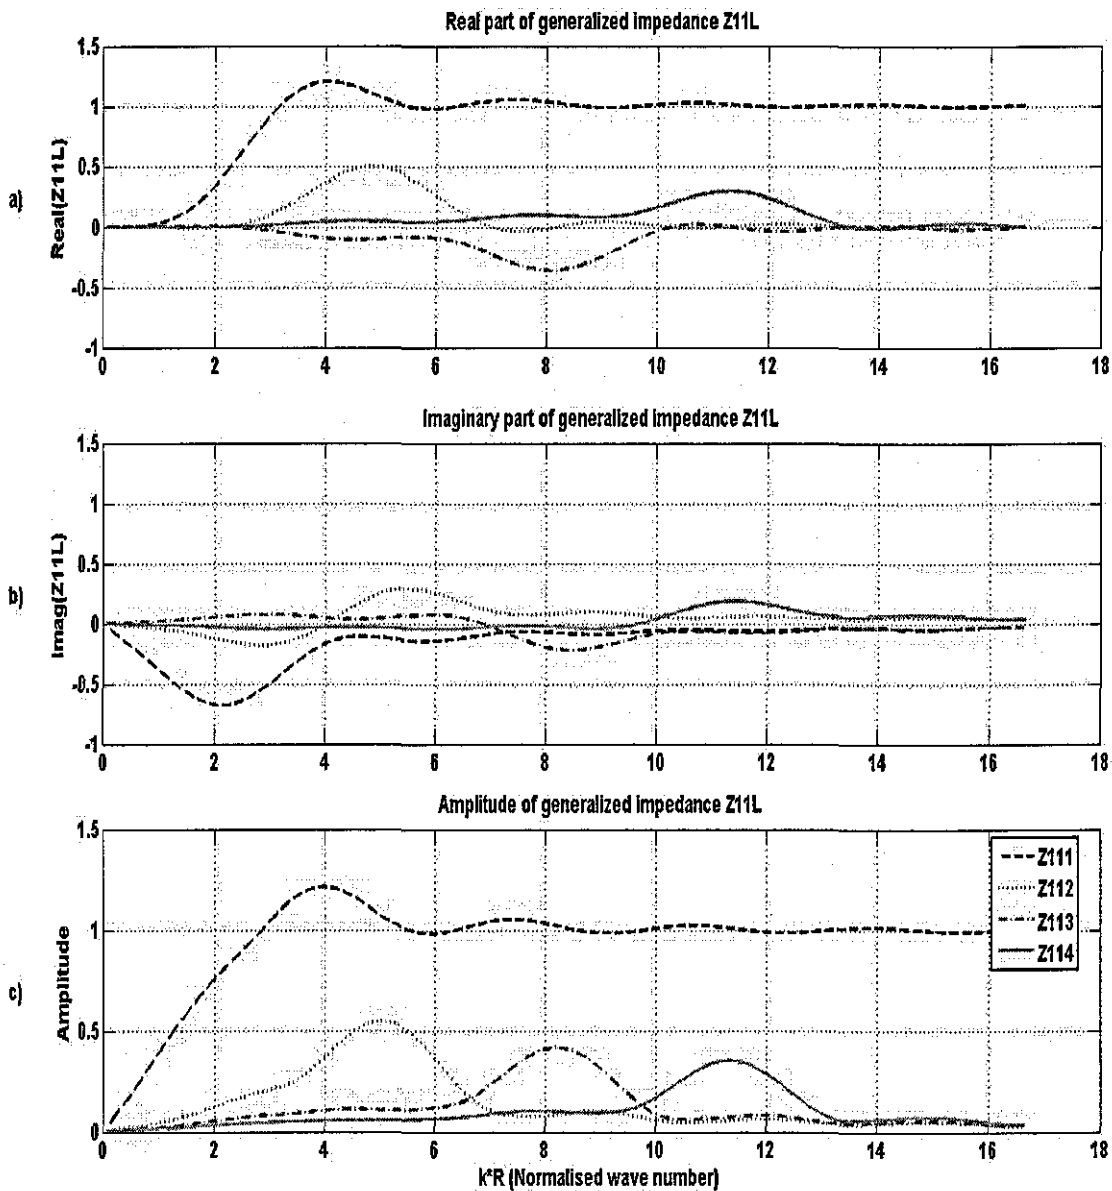 Real part of generalized impedance Z11L
a)
Real(Z11L)
1.5
1
0.5
0
-0.5
-1
0 2 4 6 8 10 12 14 16 18
Imaginary part of generalized impedance Z11L
b)
Imag(Z11L)
1.5
1
0.5
0
-0.5
-1
0 2 4 6 8 10 12 14 16 18
Amplitude of generalized impedance Z11L
c)
Amplitude
1.5
1
0.5
0
Z111
Z112
Z113
Z114
0 2 4 6 8 10 12 14 16 18
k*R (Normalised wave number)